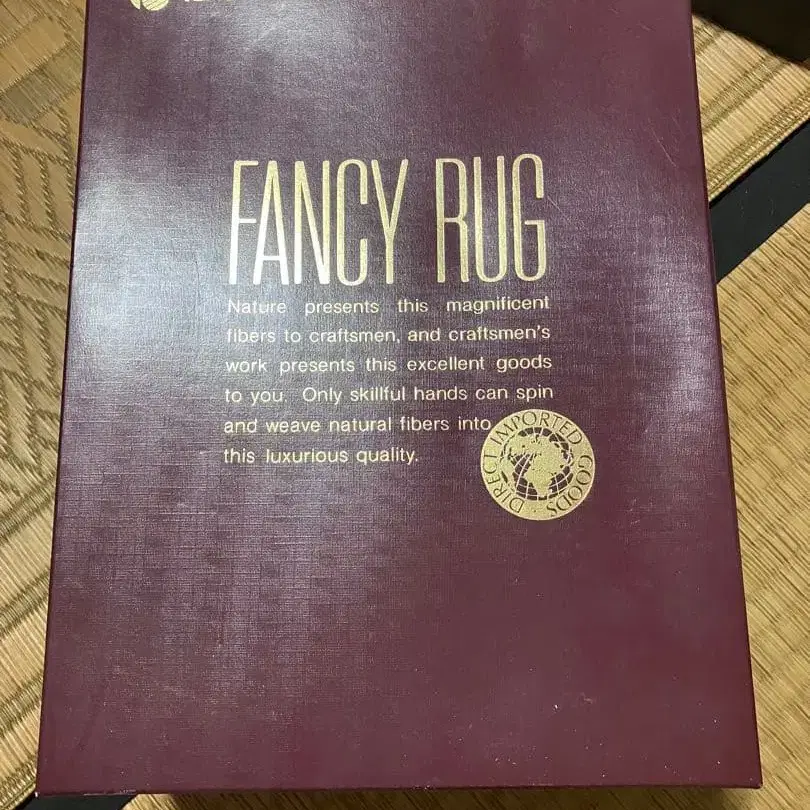 FANCY RUG
Nature presents this magnificent
fibers to craftsmen, and craftsmen's
work presents this excellent goods
to you. Only skillful hands can spin
and weave natural fibers into
this luxurious quality.
DIRECT IMPORTED GOODS